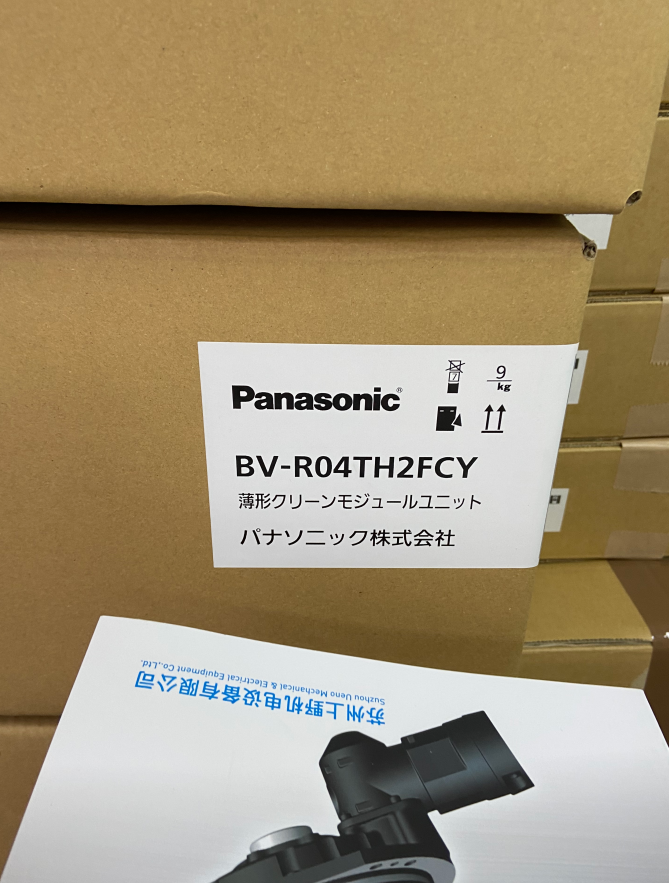 Panasonic®
7
9
kg
BV-R04TH2FCY
薄形クリーンモジュールユニット
パナソニック株式会社
苏州上野机电设备有限公司
Suzhou Ueno Mechanical & Electrical Equipment Co.,Ltd.